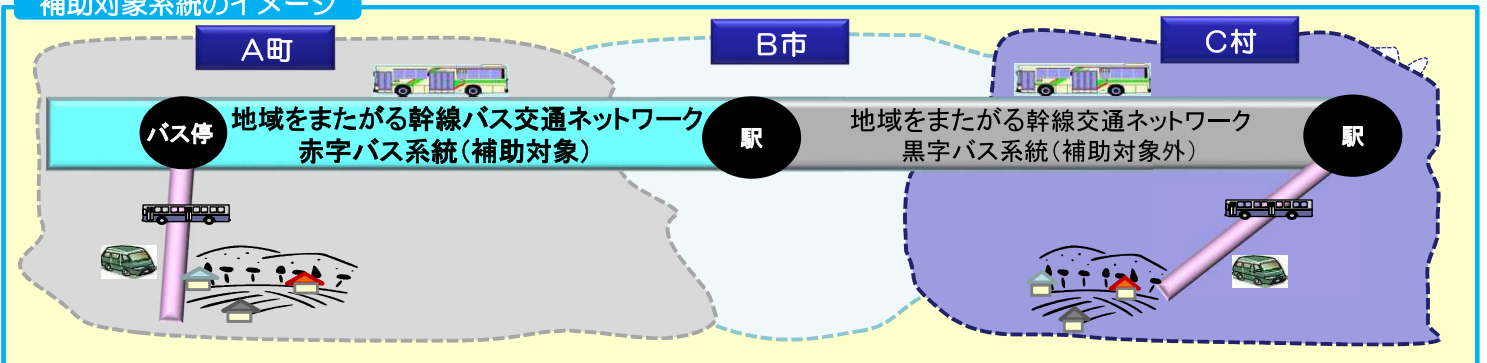 補助対象系統のイメージ
A町
B市
C村
バス停
地域をまたがる幹線バス交通ネットワーク
赤字バス系統(補助対象)
駅
地域をまたがる幹線交通ネットワーク
黒字バス系統(補助対象外)
駅